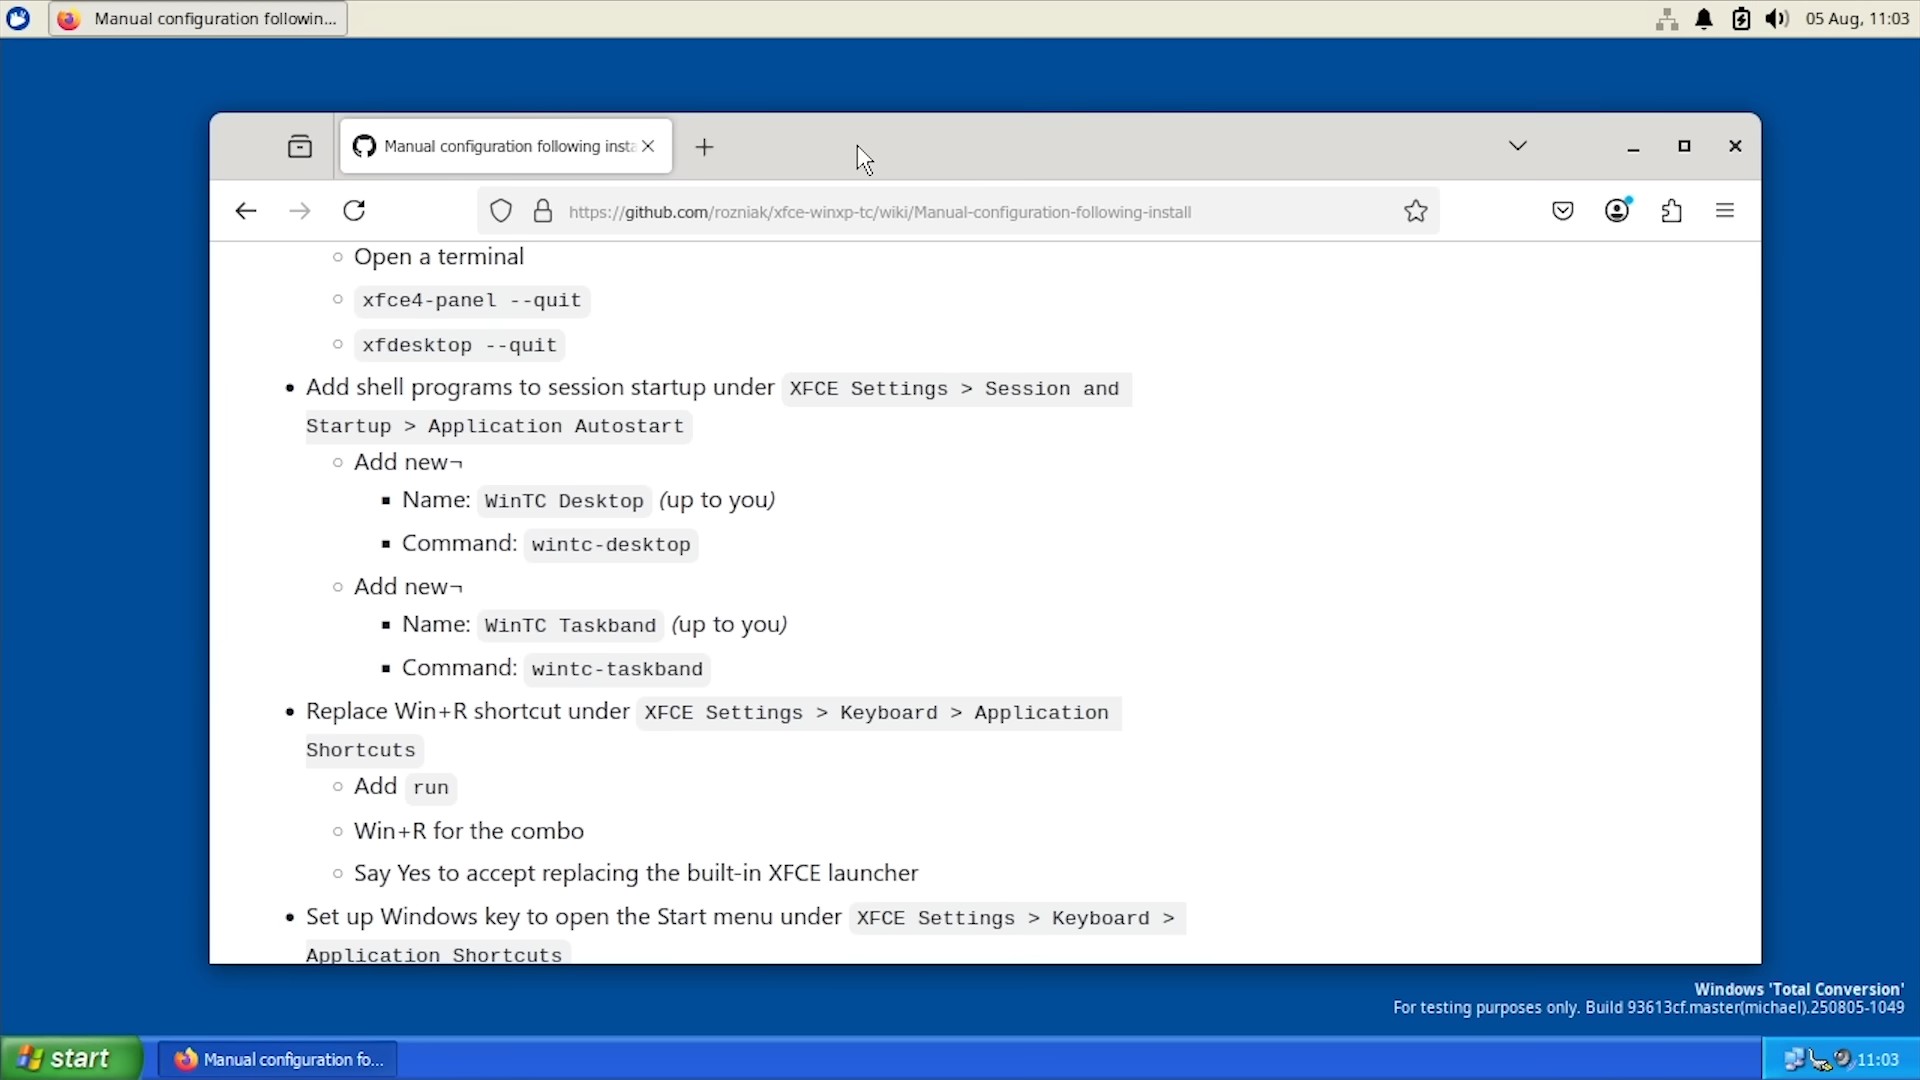 Manual configuration followin...
05 Aug, 11:03
Manual configuration following insta
https://github.com/rozniak/xfce-winxp-tc/wiki/Manual-configuration-following-install
Open a terminal
xfce4-panel --quit
xfdesktop --quit
Add shell programs to session startup under XFCE Settings > Session and
Startup > Application Autostart
Add new¬
Name: WinTC Desktop (up to you)
Command: wintc-desktop
Add new¬
Name: WinTC Taskband (up to you)
Command: wintc-taskband
Replace Win+R shortcut under XFCE Settings > Keyboard > Application
Shortcuts
Add run
Win+R for the combo
Say Yes to accept replacing the built-in XFCE launcher
Set up Windows key to open the Start menu under XFCE Settings > Keyboard >
Application Shortcuts
Windows 'Total Conversion'
For testing purposes only. Build 93613cf.master(michael).250805-1049
start
Manual configuration fo...
11:03